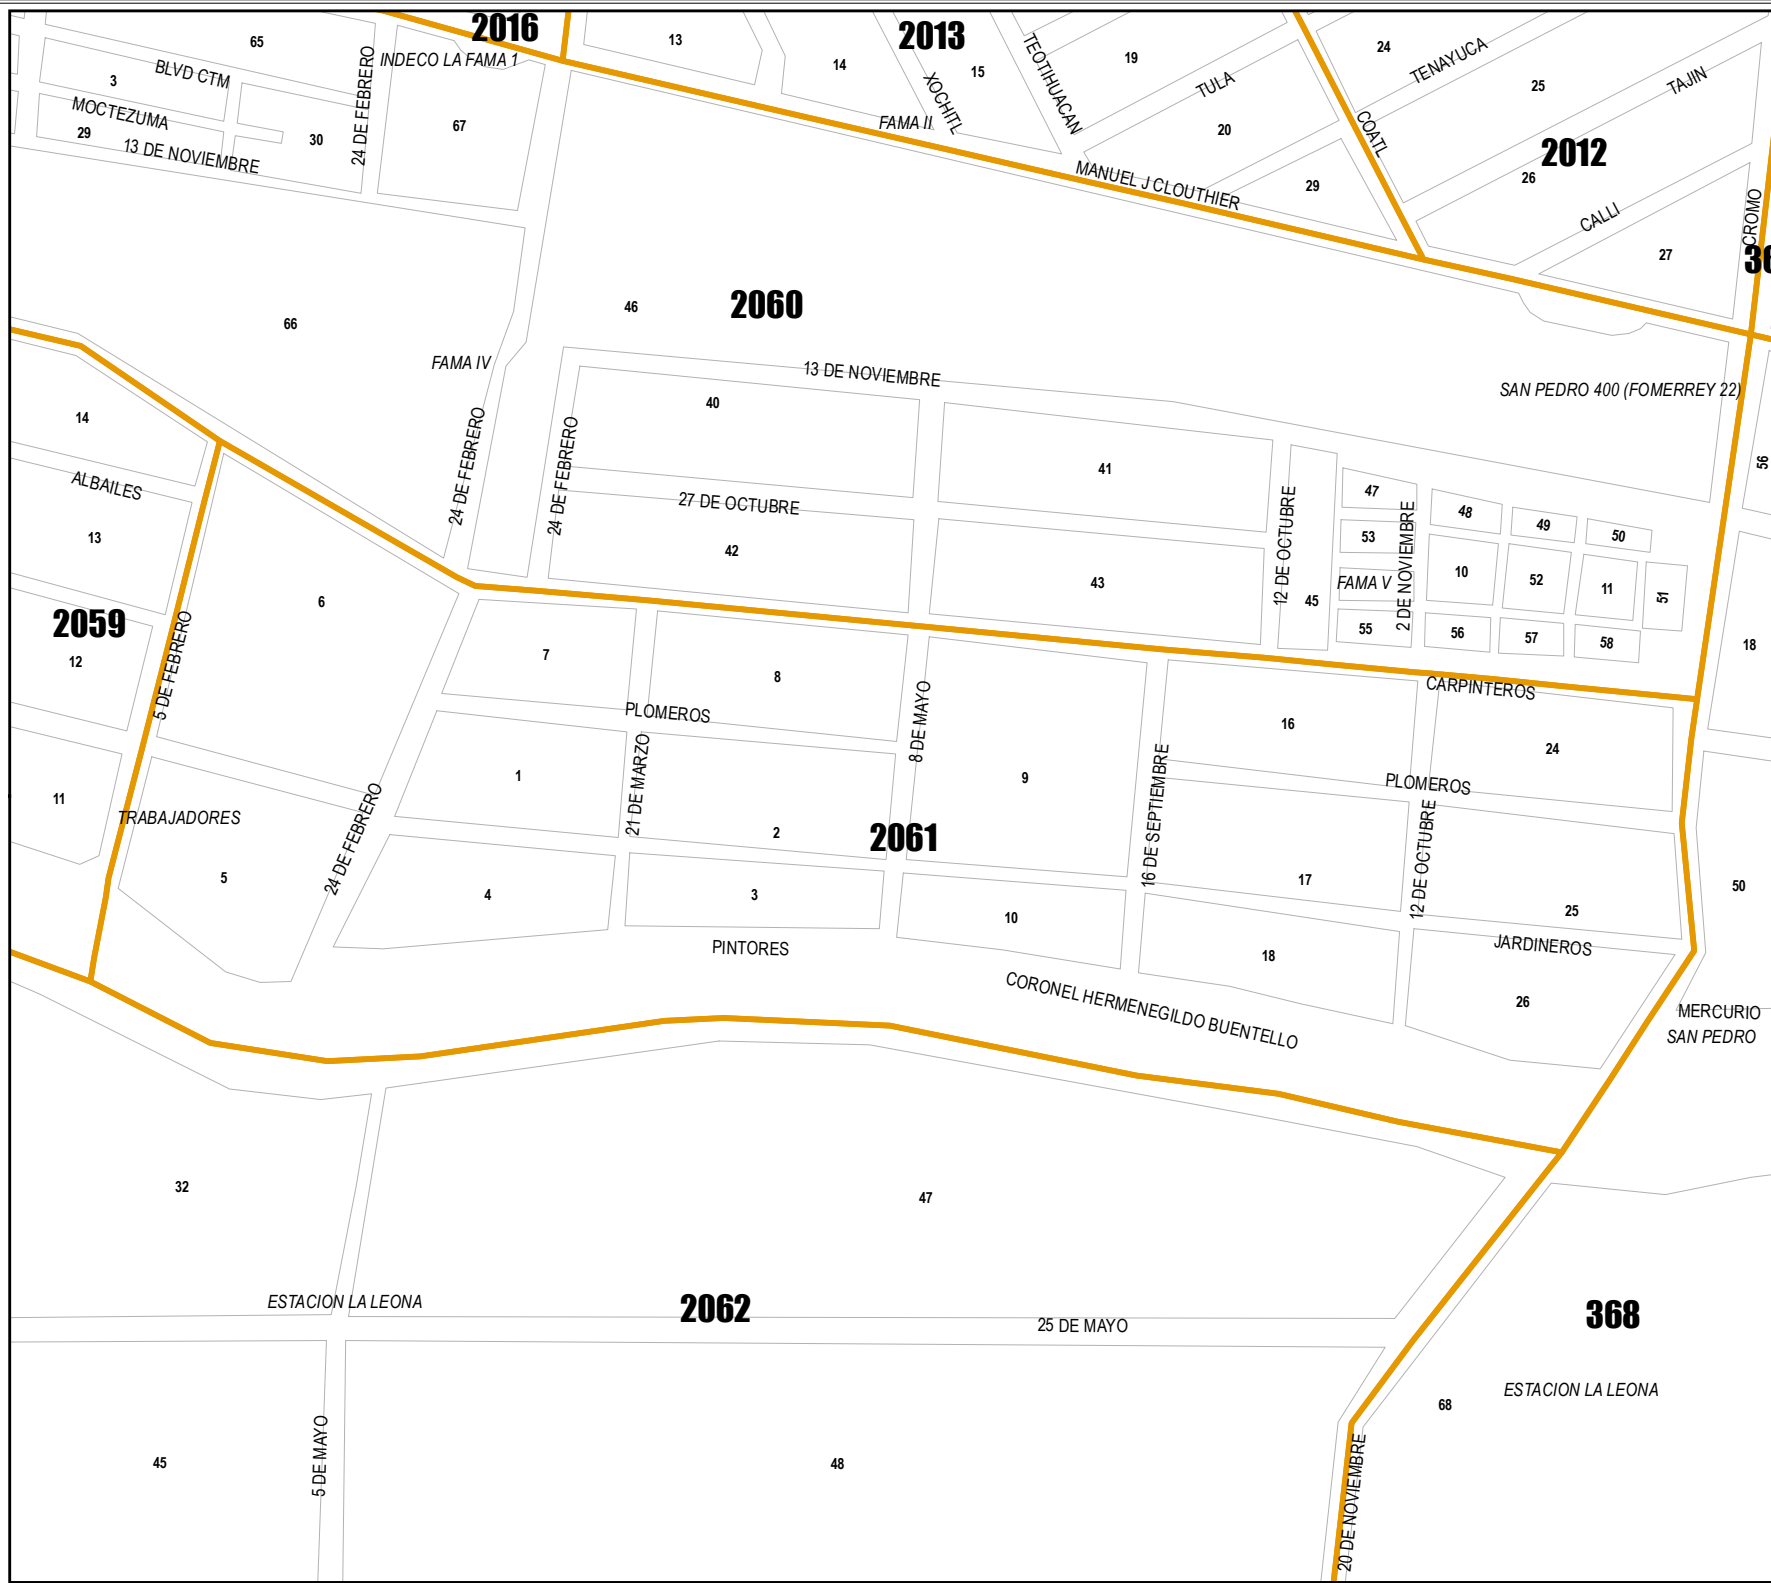 2016
2013
65
13
14
15
19
24
25
BLVD CTM
3
24 DE FEBRERO
INDECO LA FAMA 1
XOCHITL
TEOTIHUACAN
TULA
TENAYUCA
TAJIN
MOCTEZUMA
29
30
67
FAMA II
20
COATL
2012
13 DE NOVIEMBRE
MANUEL J CLOUTHIER
29
26
CALLI
27
CROMO
36
66
46
2060
FAMA IV
13 DE NOVIEMBRE
SAN PEDRO 400 (FOMERREY 22)
14
40
24 DE FEBRERO
24 DE FEBRERO
41
56
ALBAILES
27 DE OCTUBRE
12 DE OCTUBRE
47
2 DE NOVIEMBRE
48
49
50
13
42
43
53
FAMA V
45
10
52
11
51
2059
6
55
56
57
58
12
5 DE FEBRERO
7
8
18
PLOMEROS
8 DE MAYO
CARPINTEROS
16
24
11
TRABAJADORES
24 DE FEBRERO
1
21 DE MARZO
2
2061
9
16 DE SEPTIEMBRE
PLOMEROS
12 DE OCTUBRE
5
4
3
10
17
25
50
PINTORES
18
JARDINEROS
CORONEL HERMENEGILDO BUENTELLO
26
MERCURIO
SAN PEDRO
32
47
ESTACION LA LEONA
2062
25 DE MAYO
368
ESTACION LA LEONA
68
45
5 DE MAYO
48
20 DE NOVIEMBRE